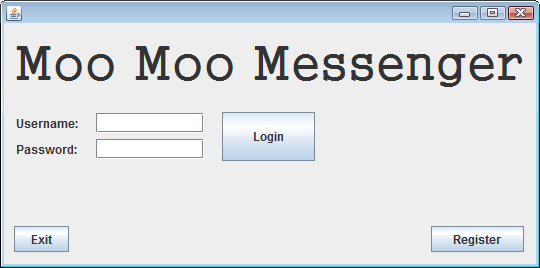 Moo Moo Messenger
Username:
Login
Password:
Exit
Register